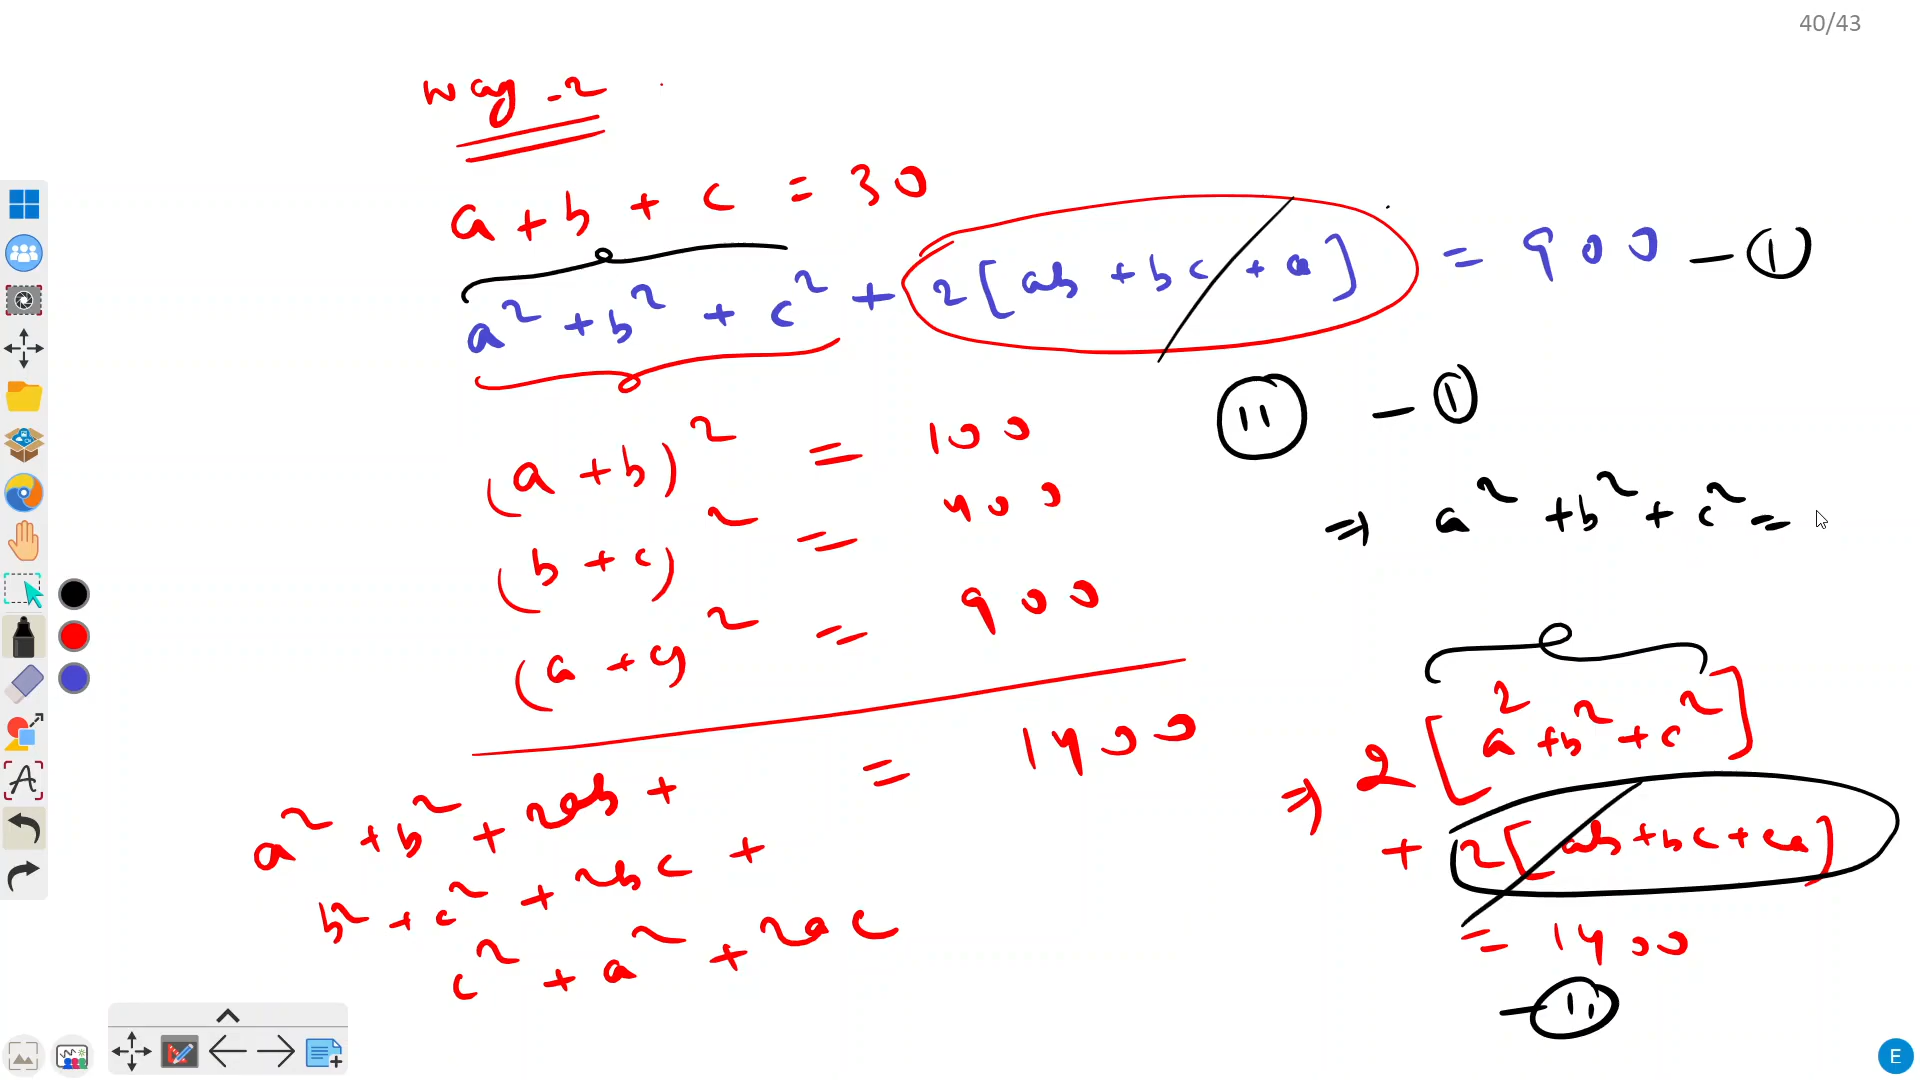 40/43
way - 2
a + b + c = 30
a² + b² + c² + 2[ab + bc + a] = 900 - ①
(a + b)² = 100
(b + c)² = 400
(a + c)² = 900
= 1400
a² + b² + 2ab +
b² + c² + 2bc +
c² + a² + 2ac
⑪ - ①
⇒ a² + b² + c² =
⇒ 2[a² + b² + c²]
+ 2[ab + bc + ca]
= 1400
- ⑪
E